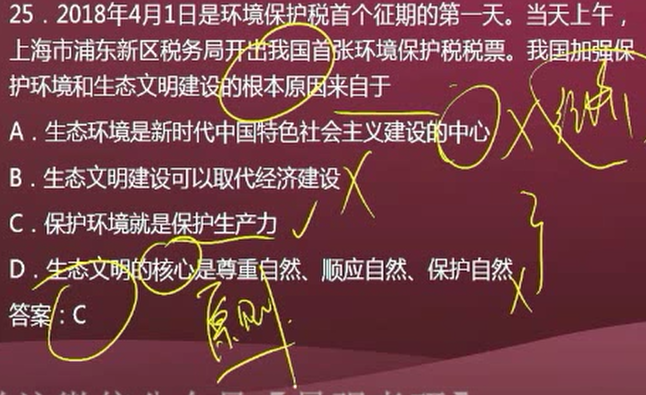 25．2018年4月1日是环境保护税首个征期的第一天。当天上午，
上海市浦东新区税务局开出我国首张环境保护税税票。我国加强保
护环境和生态文明建设的根本原因来自于
A．生态环境是新时代中国特色社会主义建设的中心
B．生态文明建设可以取代经济建设
C．保护环境就是保护生产力
D．生态文明的核心是尊重自然、顺应自然、保护自然
答案：C
原则